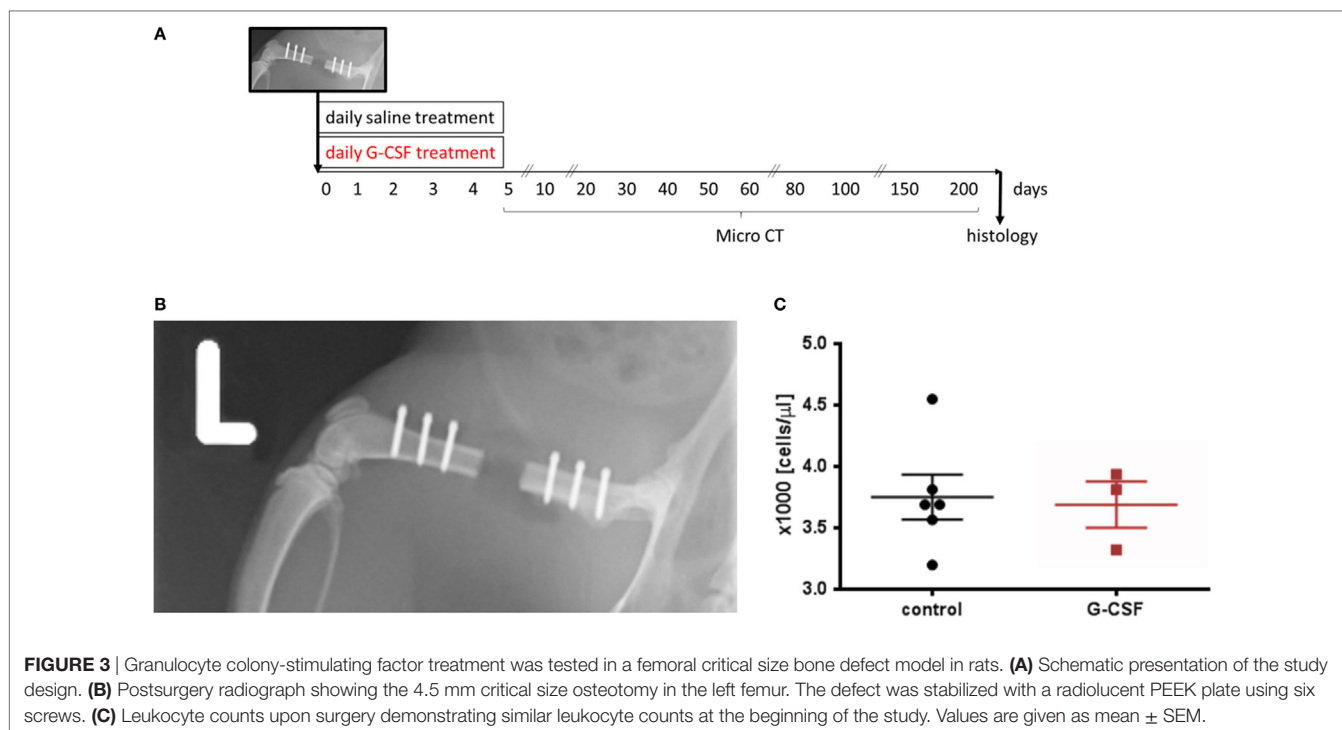 A
daily saline treatment
daily G-CSF treatment
0 1 2 3 4 5 10 20 30 40 50 60 80 100 150 200 days
Micro CT histology
B
L
C
5.0
4.5
4.0
3.5
3.0
x1000 [cells/µl]
control G-CSF
FIGURE 3 | Granulocyte colony-stimulating factor treatment was tested in a femoral critical size bone defect model in rats. (A) Schematic presentation of the study
design. (B) Postsurgery radiograph showing the 4.5 mm critical size osteotomy in the left femur. The defect was stabilized with a radiolucent PEEK plate using six
screws. (C) Leukocyte counts upon surgery demonstrating similar leukocyte counts at the beginning of the study. Values are given as mean ± SEM.